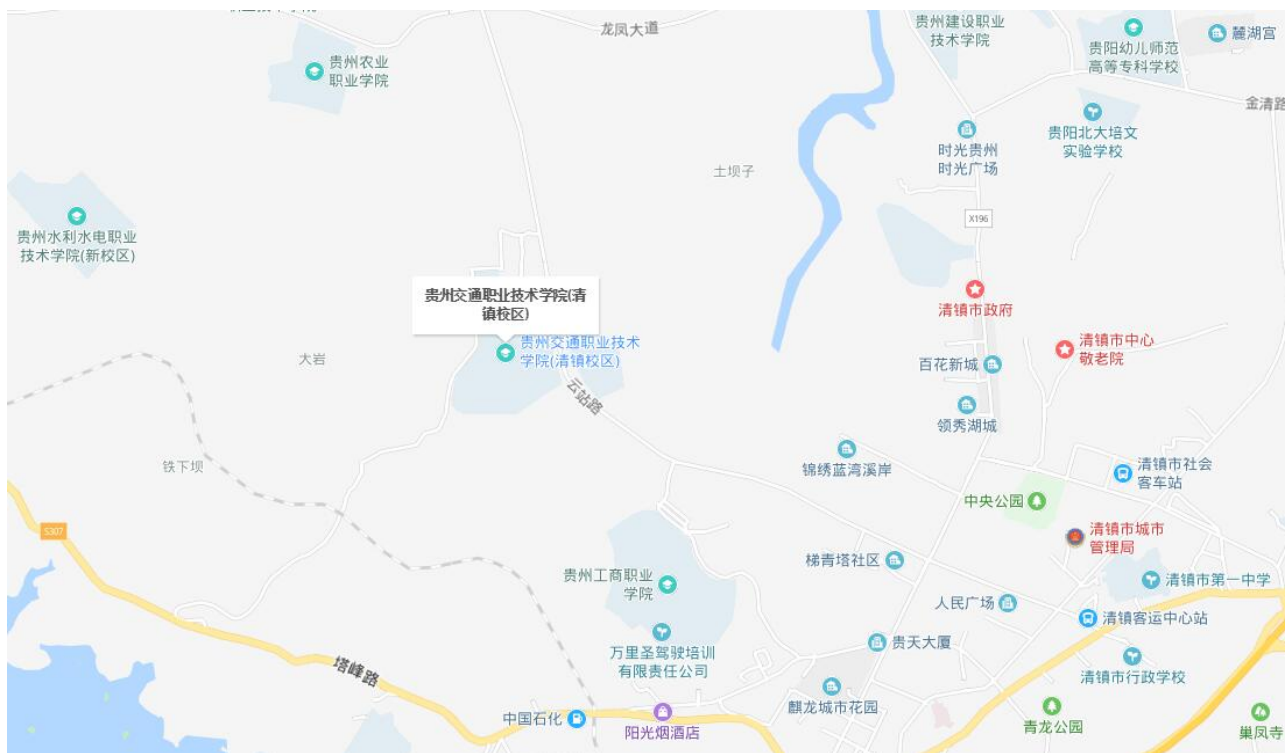 龙凤大道
贵州建设职业
技术学院
贵阳幼儿师范
高等专科学校
麓湖宫
贵州农业
职业学院
金清路
贵阳北大培文
实验学校
时光贵州
时光广场
土坝子
X196
贵州水利水电职业
技术学院(新校区)
贵州交通职业技术学院(清
镇校区)
清镇市政府
贵州交通职业技术
学院(清镇校区)
清镇市中心
敬老院
大岩
百花新城
云站路
领秀湖城
锦绣蓝湾溪岸
铁下坝
清镇市社会
客车站
中央公园
S307
清镇市城市
管理局
梯青塔社区
贵州工商职业
学院
清镇市第一中学
人民广场
清镇客运中心站
万里圣驾驶培训
有限责任公司
贵天大厦
塔峰路
清镇市行政学校
麒龙城市花园
中国石化
阳光烟酒店
青龙公园
巢凤寺